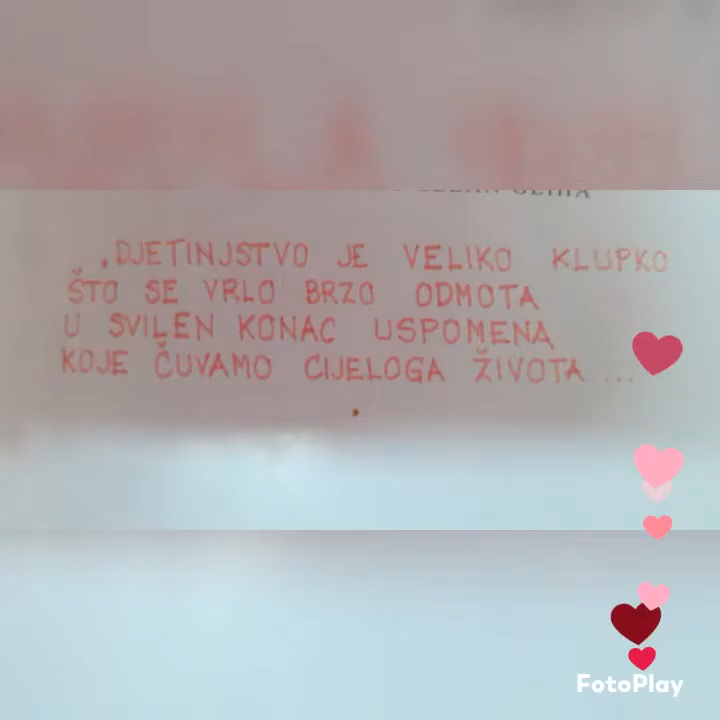 „DJETINJSTVO JE VELIKO KLUPKO
ŠTO SE VRLO BRZO ODMOTA
U SVILEN KONAC USPOMENA
KOJE ČUVAMO CIJELOGA ŽIVOTA ...
FotoPlay